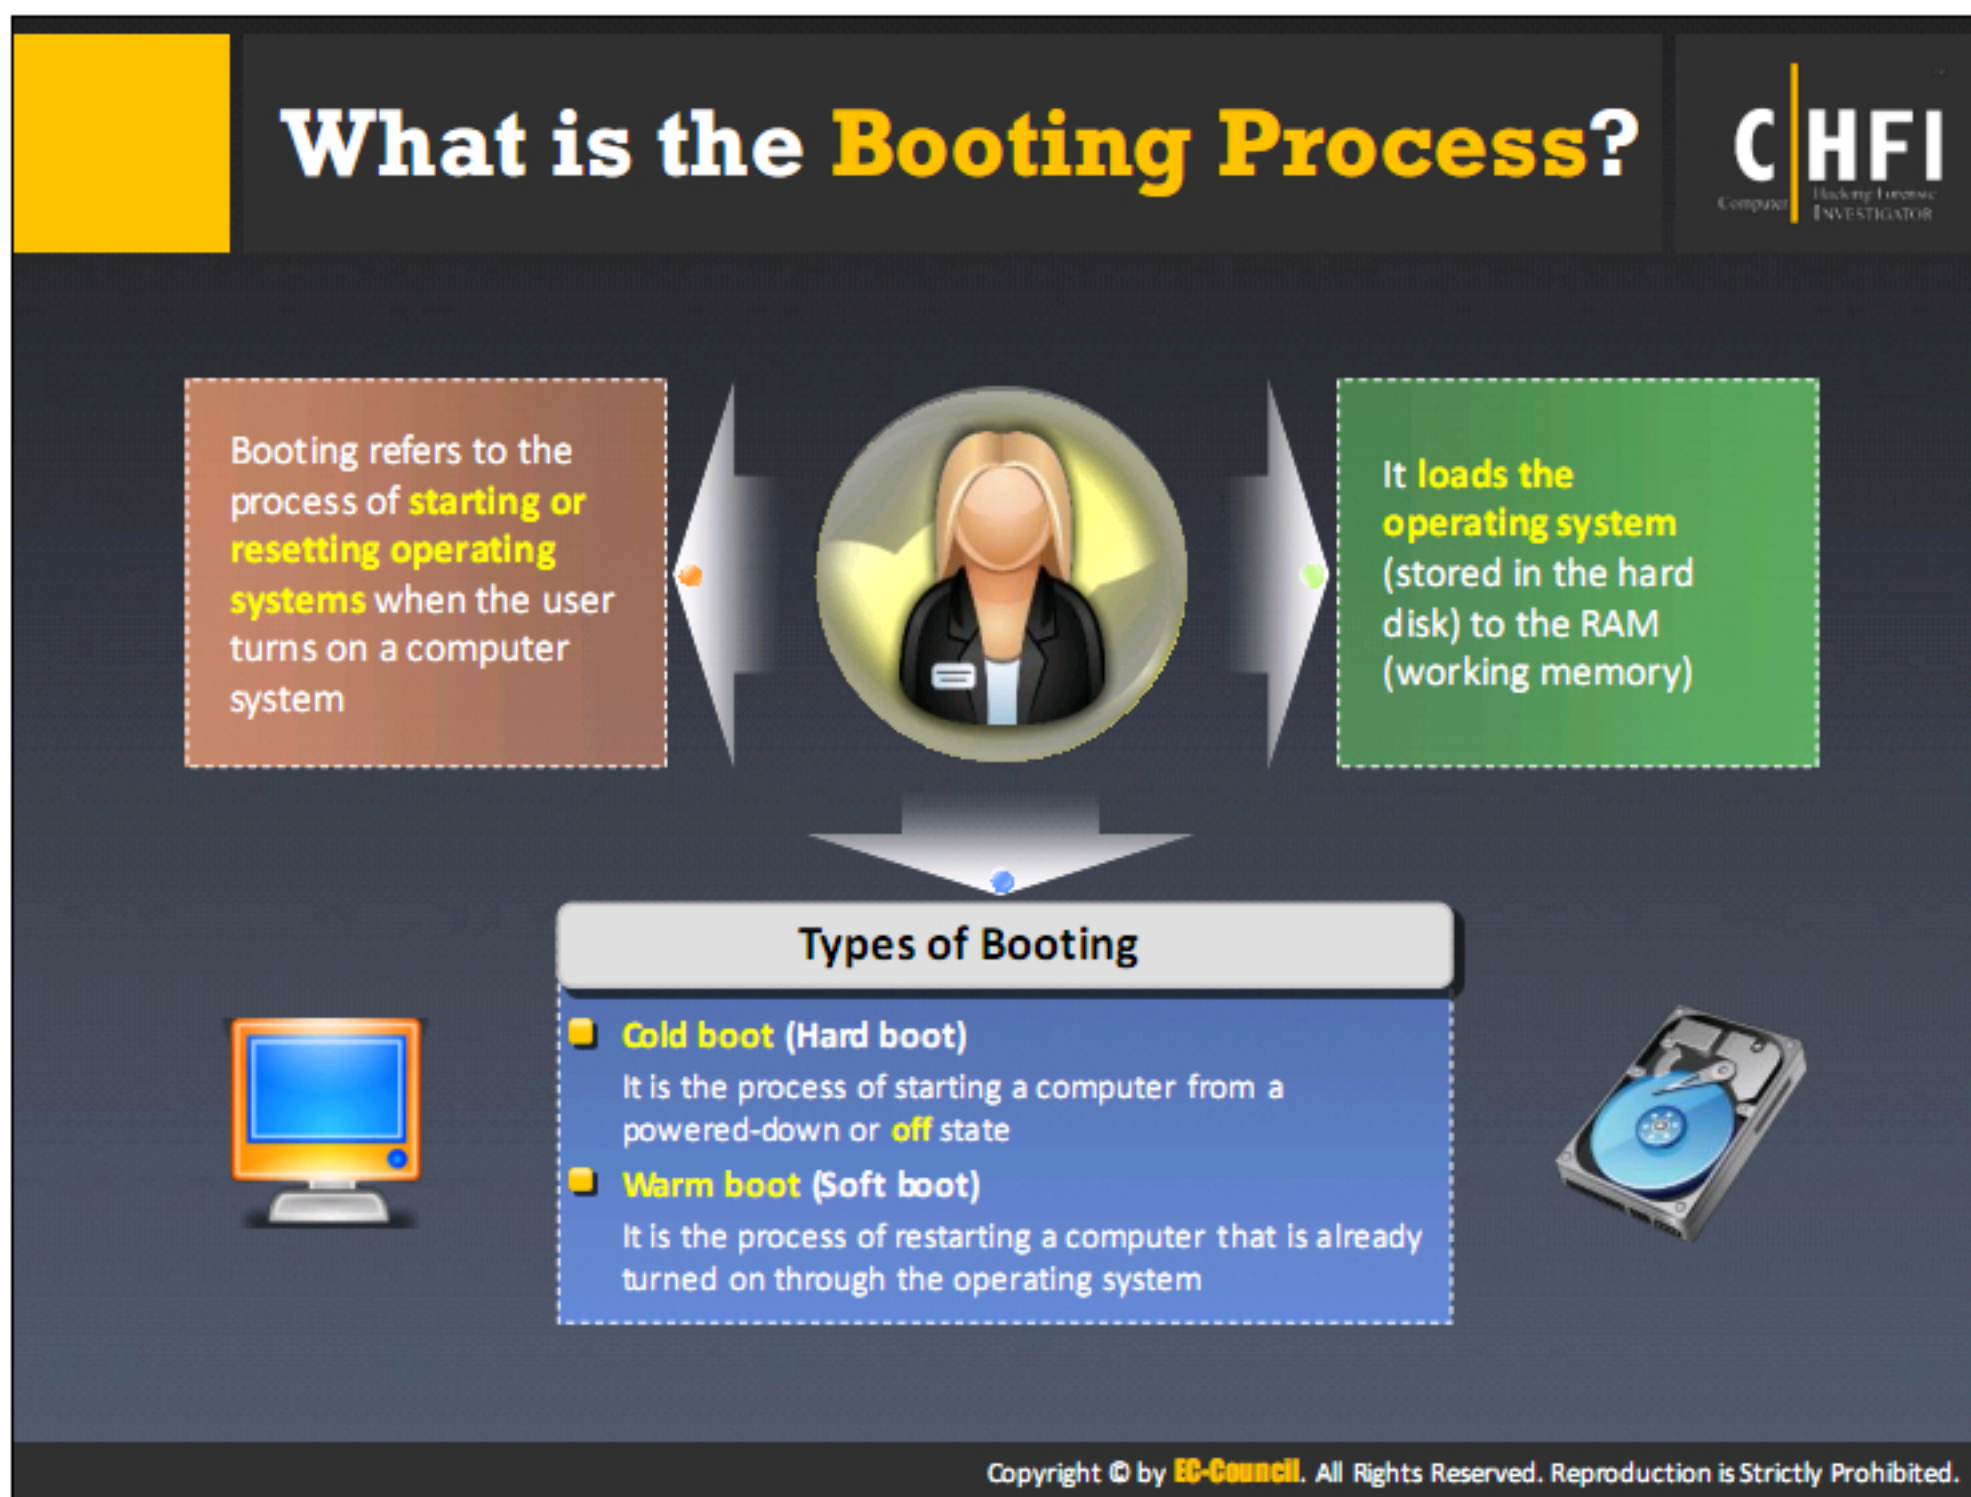 What is the Booting Process?
C HFI
Computer
Hacking Forensic
INVESTIGATOR
Booting refers to the
process of starting or
resetting operating
systems when the user
turns on a computer
system
It loads the
operating system
(stored in the hard
disk) to the RAM
(working memory)
Types of Booting
Cold boot (Hard boot)
It is the process of starting a computer from a
powered-down or off state
Warm boot (Soft boot)
It is the process of restarting a computer that is already
turned on through the operating system
Copyright © by EC-Council. All Rights Reserved. Reproduction is Strictly Prohibited.